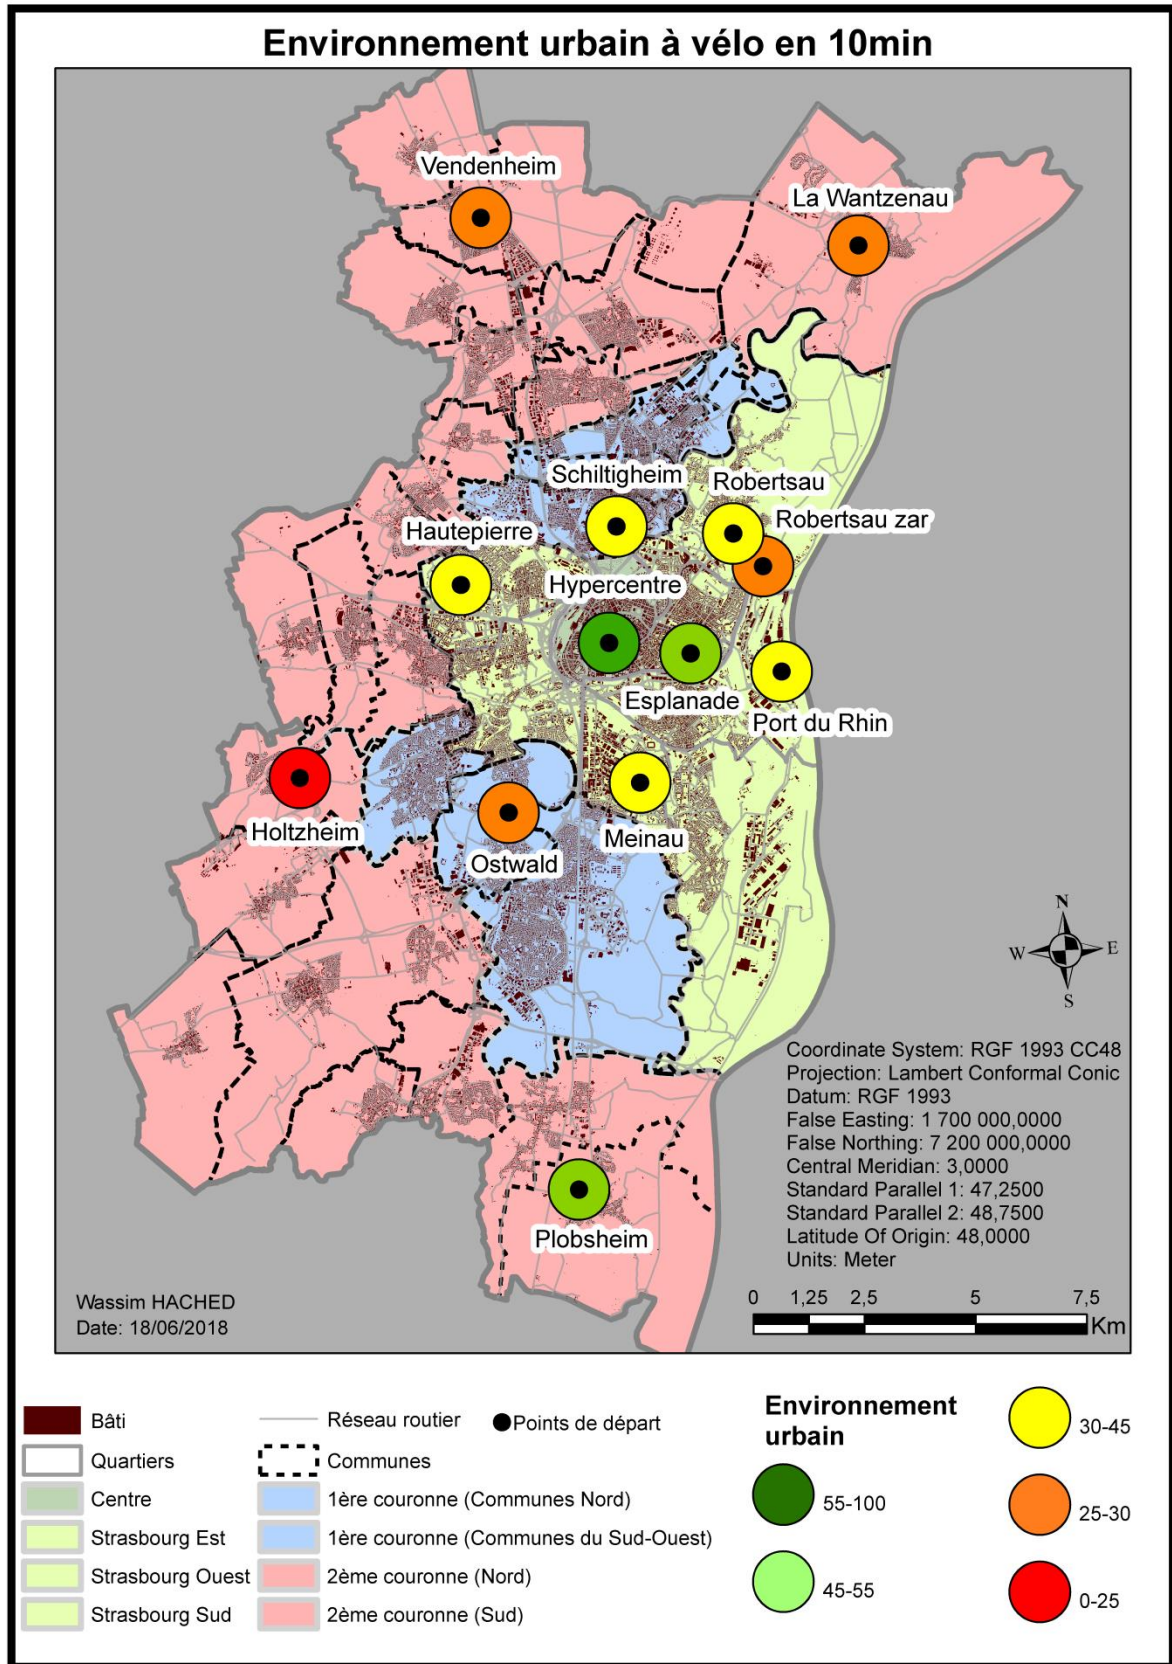 Environnement urbain à vélo en 10min
Vendenheim
La Wantzenau
Schiltigheim
Robertsau
Robertsau zar
Hautepierre
Hypercentre
Esplanade
Port du Rhin
Holtzheim
Ostwald
Meinau
Plobsheim
N
W
E
S
Coordinate System: RGF 1993 CC48
Projection: Lambert Conformal Conic
Datum: RGF 1993
False Easting: 1 700 000,0000
False Northing: 7 200 000,0000
Central Meridian: 3,0000
Standard Parallel 1: 47,2500
Standard Parallel 2: 48,7500
Latitude Of Origin: 48,0000
Units: Meter
0 1,25 2,5 5 7,5
Km
Wassim HACHED
Date: 18/06/2018
Bâti
Quartiers
Centre
Strasbourg Est
Strasbourg Ouest
Strasbourg Sud
Réseau routier
Communes
1ère couronne (Communes Nord)
1ère couronne (Communes du Sud-Ouest)
2ème couronne (Nord)
2ème couronne (Sud)
Points de départ
Environnement
urbain
55-100
45-55
30-45
25-30
0-25